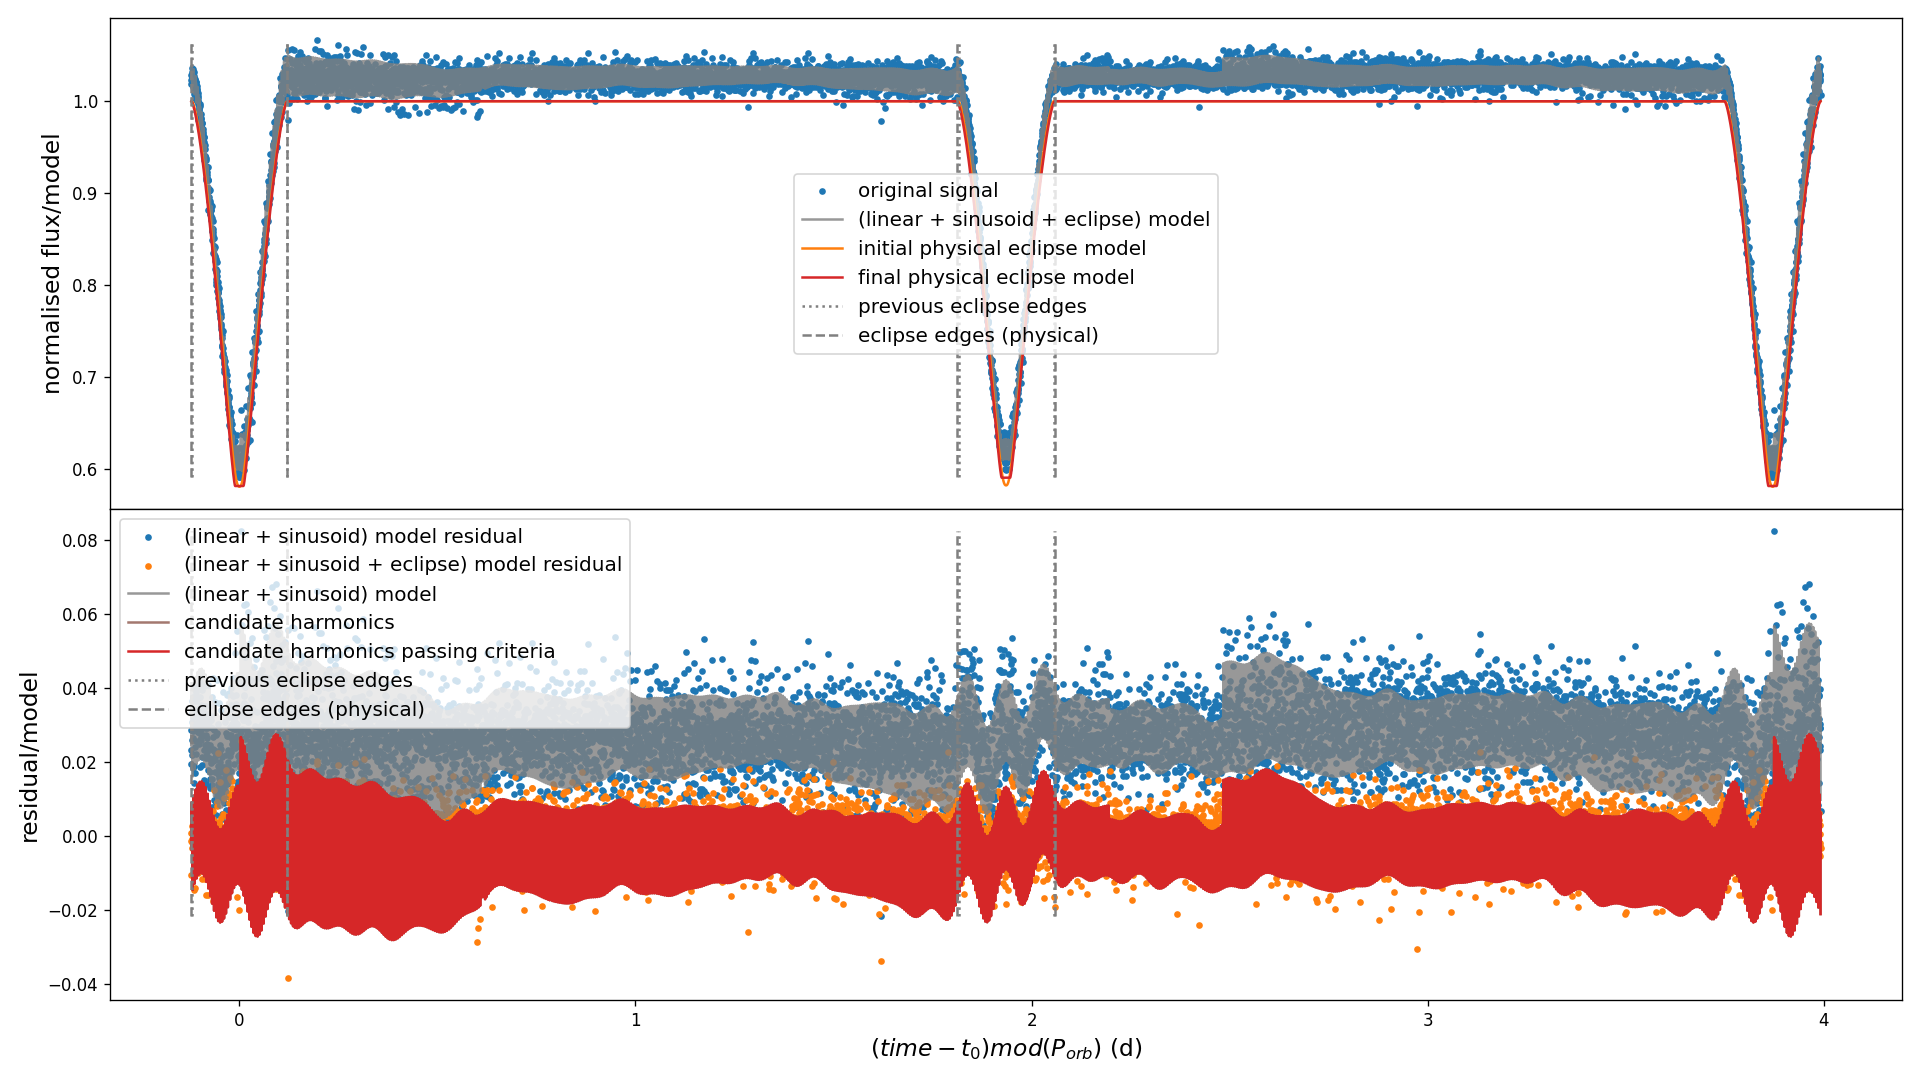 normalised flux/model
1.0
0.9
0.8
0.7
0.6
original signal
(linear + sinusoid + eclipse) model
initial physical eclipse model
final physical eclipse model
previous eclipse edges
eclipse edges (physical)
residual/model
0.08
0.06
0.04
0.02
0.00
−0.02
−0.04
(linear + sinusoid) model residual
(linear + sinusoid + eclipse) model residual
(linear + sinusoid) model
candidate harmonics
candidate harmonics passing criteria
previous eclipse edges
eclipse edges (physical)
0 1 2 3 4
(time − t₀)mod(Pₒᵣb) (d)